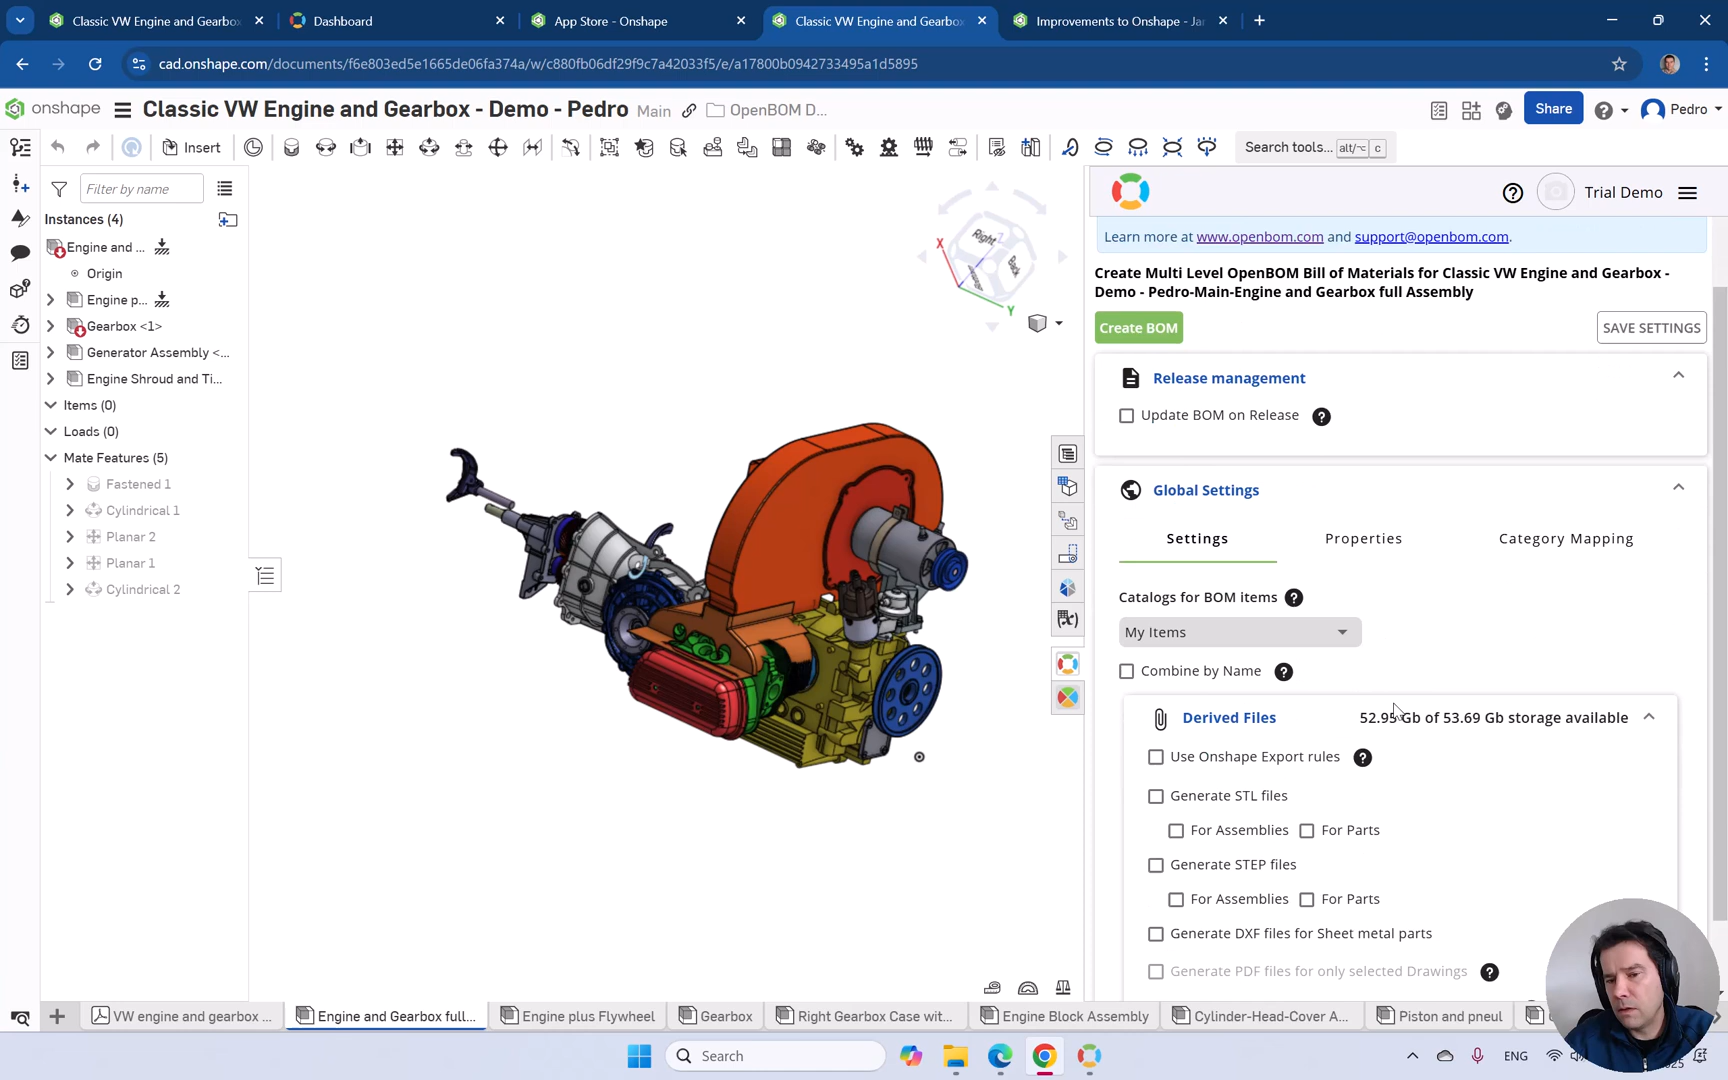 Classic VW Engine and Gearbox
Dashboard
App Store - Onshape
Classic VW Engine and Gearbox
Improvements to Onshape - Jan
cad.onshape.com/documents/f6e803ed5e1665de06fa374a/w/c880fb06df29f9c7a42033f5/e/a17800b0942733495a1d5895
onshape
Classic VW Engine and Gearbox - Demo - Pedro
Main
OpenBOM D...
Share
Pedro
Insert
Search tools...
alt/⌥
c
Filter by name
Instances (4)
Engine and ...
Origin
Engine p...
Gearbox <1>
Generator Assembly <...
Engine Shroud and Ti...
Items (0)
Loads (0)
Mate Features (5)
Fastened 1
Cylindrical 1
Planar 2
Planar 1
Cylindrical 2
Right
Back
X
Y
Z
Trial Demo
Learn more at www.openbom.com and support@openbom.com.
Create Multi Level OpenBOM Bill of Materials for Classic VW Engine and Gearbox -
Demo - Pedro-Main-Engine and Gearbox full Assembly
Create BOM
SAVE SETTINGS
Release management
Update BOM on Release
Global Settings
Settings
Properties
Category Mapping
Catalogs for BOM items
My Items
Combine by Name
Derived Files
52.95 Gb of 53.69 Gb storage available
Use Onshape Export rules
Generate STL files
For Assemblies
For Parts
Generate STEP files
For Assemblies
For Parts
Generate DXF files for Sheet metal parts
Generate PDF files for only selected Drawings
VW engine and gearbox ...
Engine and Gearbox full...
Engine plus Flywheel
Gearbox
Right Gearbox Case wit...
Engine Block Assembly
Cylinder-Head-Cover A...
Piston and pneul
Search
ENG